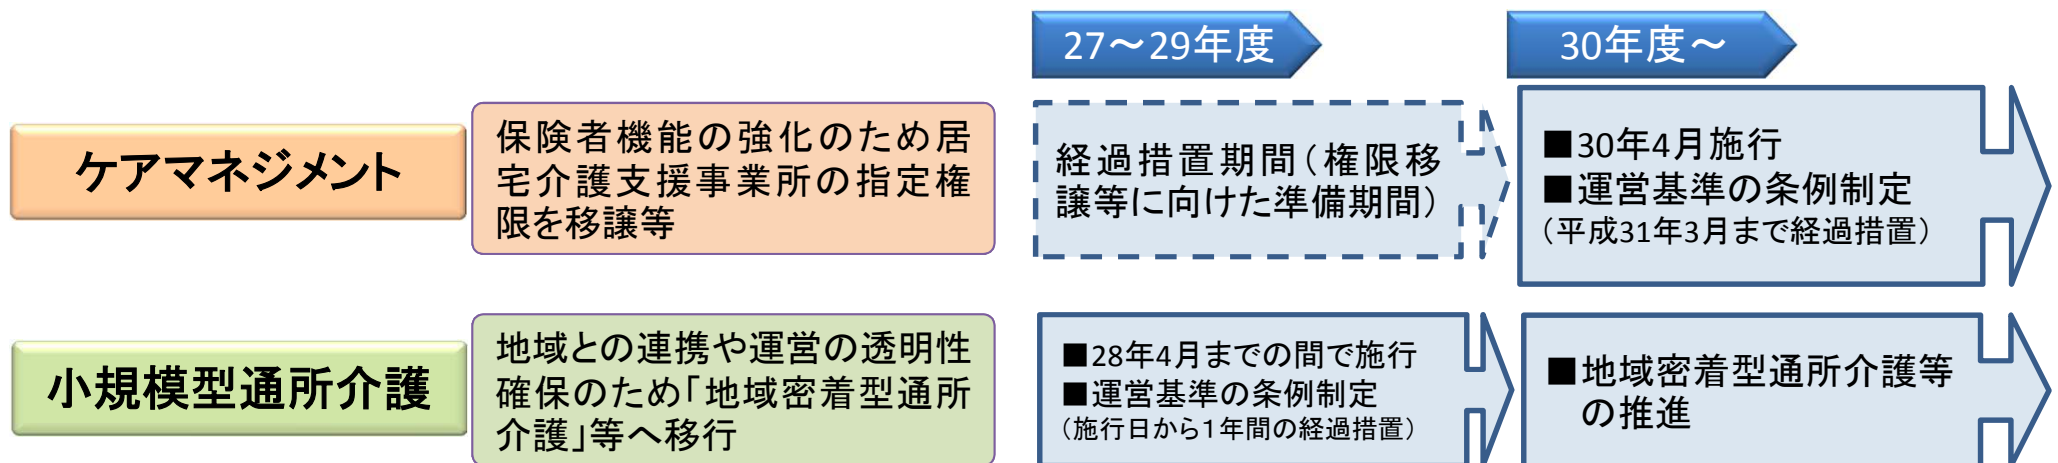 27～29年度
30年度～
ケアマネジメント
保険者機能の強化のため居
宅介護支援事業所の指定権
限を移譲等
経過措置期間（権限移
譲等に向けた準備期間）
■30年4月施行
■運営基準の条例制定
（平成31年3月まで経過措置）
小規模型通所介護
地域との連携や運営の透明性
確保のため「地域密着型通所
介護」等へ移行
■28年4月までの間で施行
■運営基準の条例制定
（施行日から1年間の経過措置）
■地域密着型通所介護等
の推進